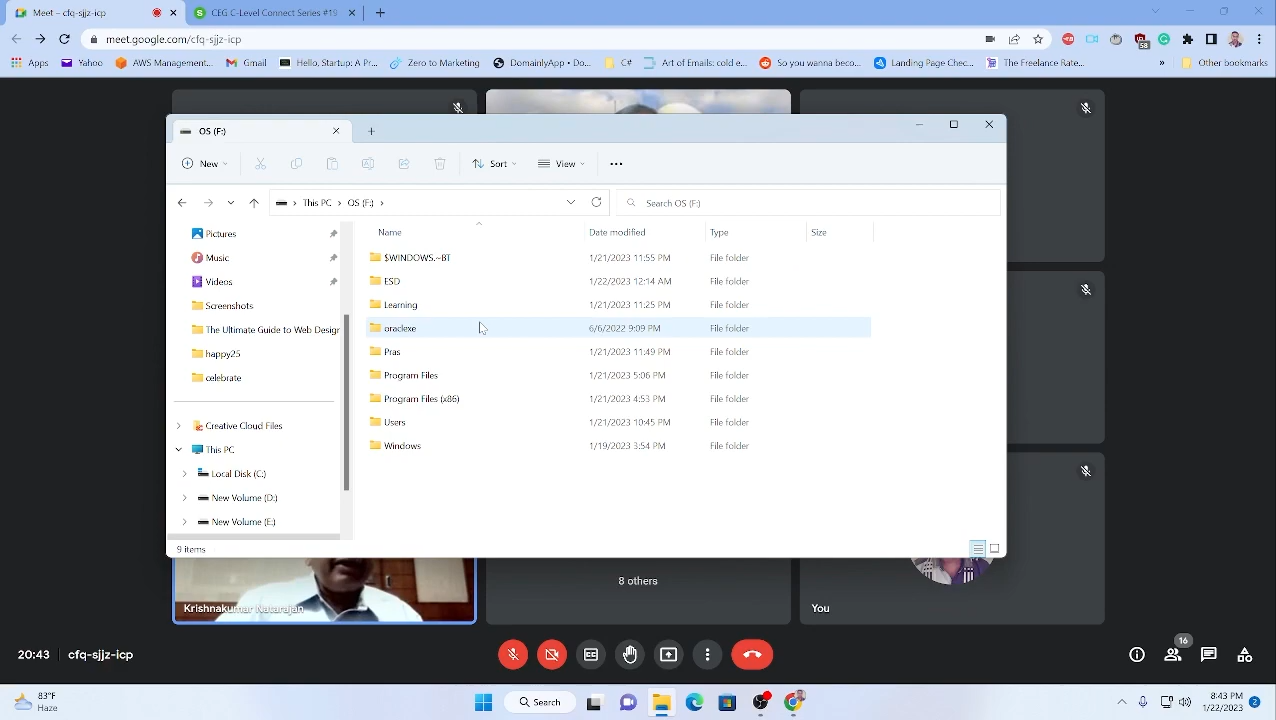 Meet – cfq-sjjz-icp
CEG C-Level Connect Series #19
meet.google.com/cfq-sjjz-icp
Apps
Yahoo
AWS Management...
Gmail
Hello, Startup: A Pr...
Zero to Marketing
DomainlyApp • Do...
C#
Art of Emails: cold e...
So you wanna beco...
Landing Page Chec...
The Freelance Rate...
»
Other bookmarks
OS (F:)
New
Sort
View
This PC > OS (F:) >
Search OS (F:)
Pictures
Music
Videos
Screenshots
The Ultimate Guide to Web Design
happy25
celebrate
Creative Cloud Files
This PC
Local Disk (C:)
New Volume (D:)
New Volume (E:)
Name Date modified Type Size
$WINDOWS.~BT 1/21/2023 11:55 PM File folder
ESD 1/22/2023 12:14 AM File folder
Learning 1/21/2023 11:25 PM File folder
oraclexe 6/6/2022 9:09 PM File folder
Pras 1/21/2023 11:49 PM File folder
Program Files 1/21/2023 5:06 PM File folder
Program Files (x86) 1/21/2023 4:53 PM File folder
Users 1/21/2023 10:45 PM File folder
Windows 1/19/2023 3:54 PM File folder
9 items
Krishnakumar Natarajan
8 others
You
20:43
cfq-sjjz-icp
16
83°F
Haze
Search
8:43 PM
1/22/2023
2